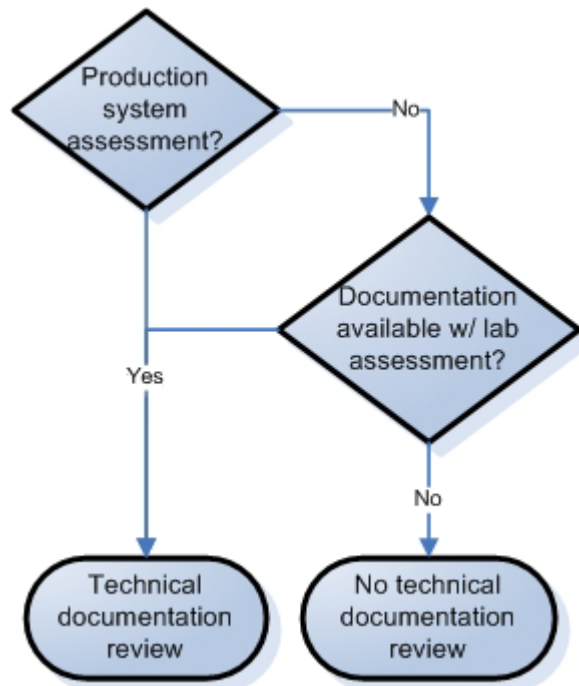 Production
system
assessment?
No
Documentation
available w/ lab
assessment?
Yes
No
Technical
documentation
review
No technical
documentation
review